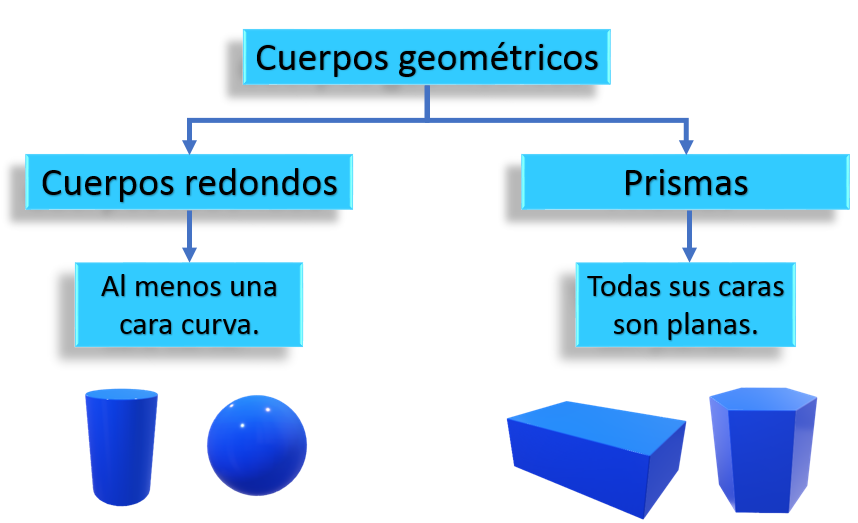 Cuerpos geométricos
Cuerpos redondos
Prismas
Al menos una
cara curva.
Todas sus caras
son planas.